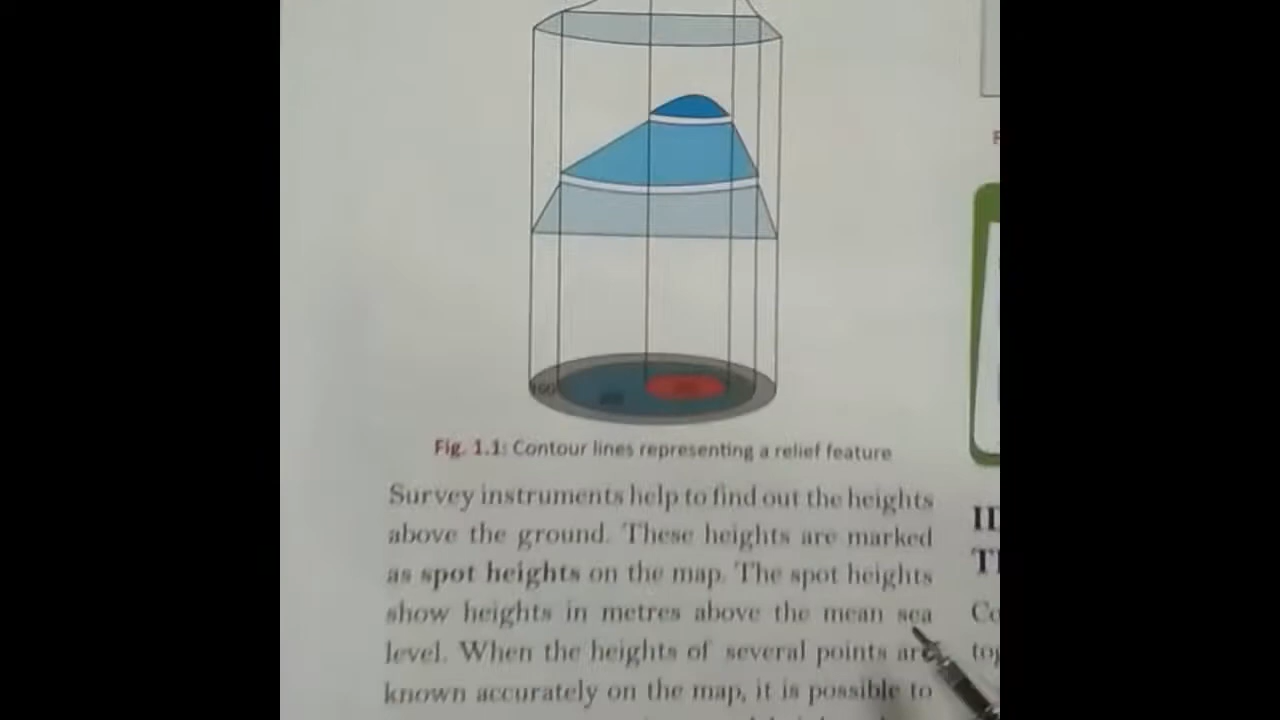 100
Fig. 1.1: Contour lines representing a relief feature
Survey instruments help to find out the heights
above the ground. These heights are marked
as spot heights on the map. The spot heights
show heights in metres above the mean sea
level. When the heights of several points are
known accurately on the map, it is possible to